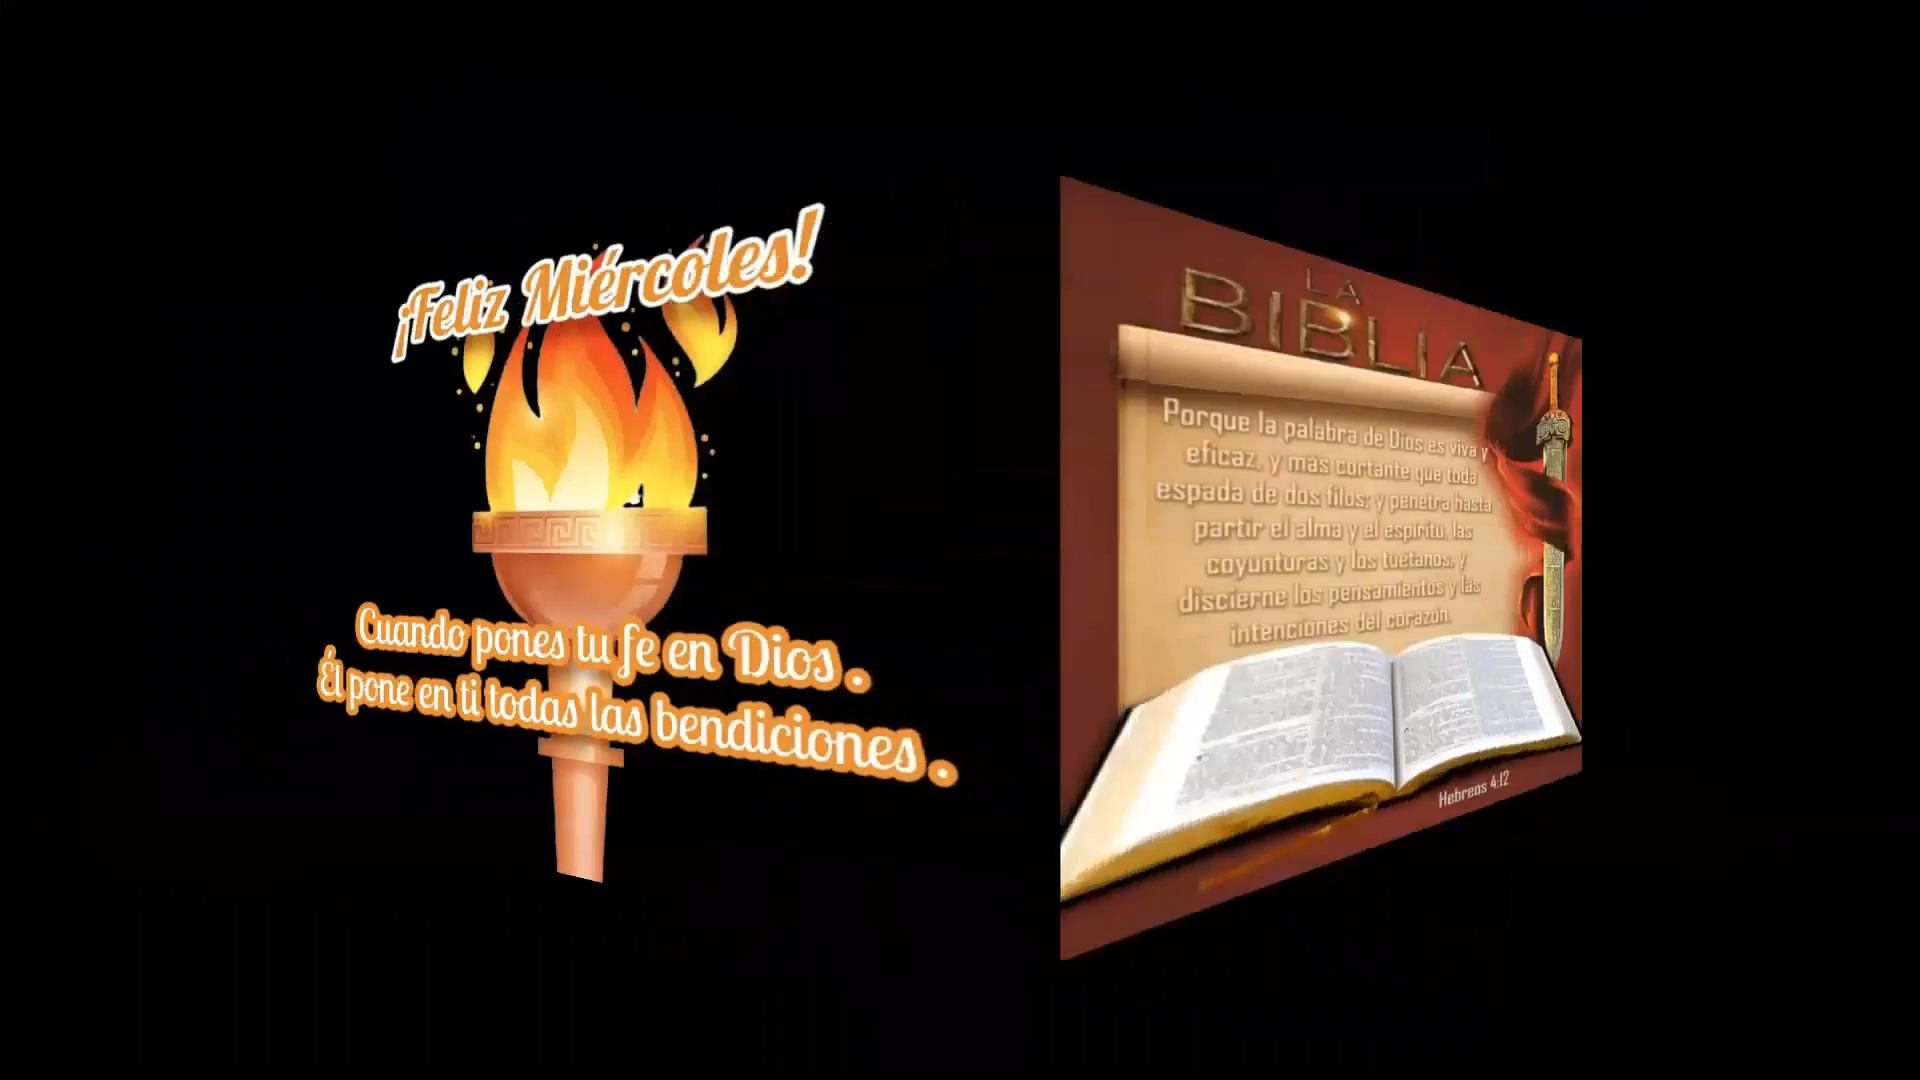 ¡Feliz Miércoles!
Cuando pones tu fe en Dios .
Él pone en ti todas las bendiciones .
LA
BIBLIA
Porque la palabra de Dios es viva y
eficaz, y mas cortante que toda
espada de dos filos; y penetra hasta
partir el alma y el espíritu, las
coyunturas y los tuetanos, y
discierne los pensamientos y las
intenciones del corazón.
Hebreos 4:12